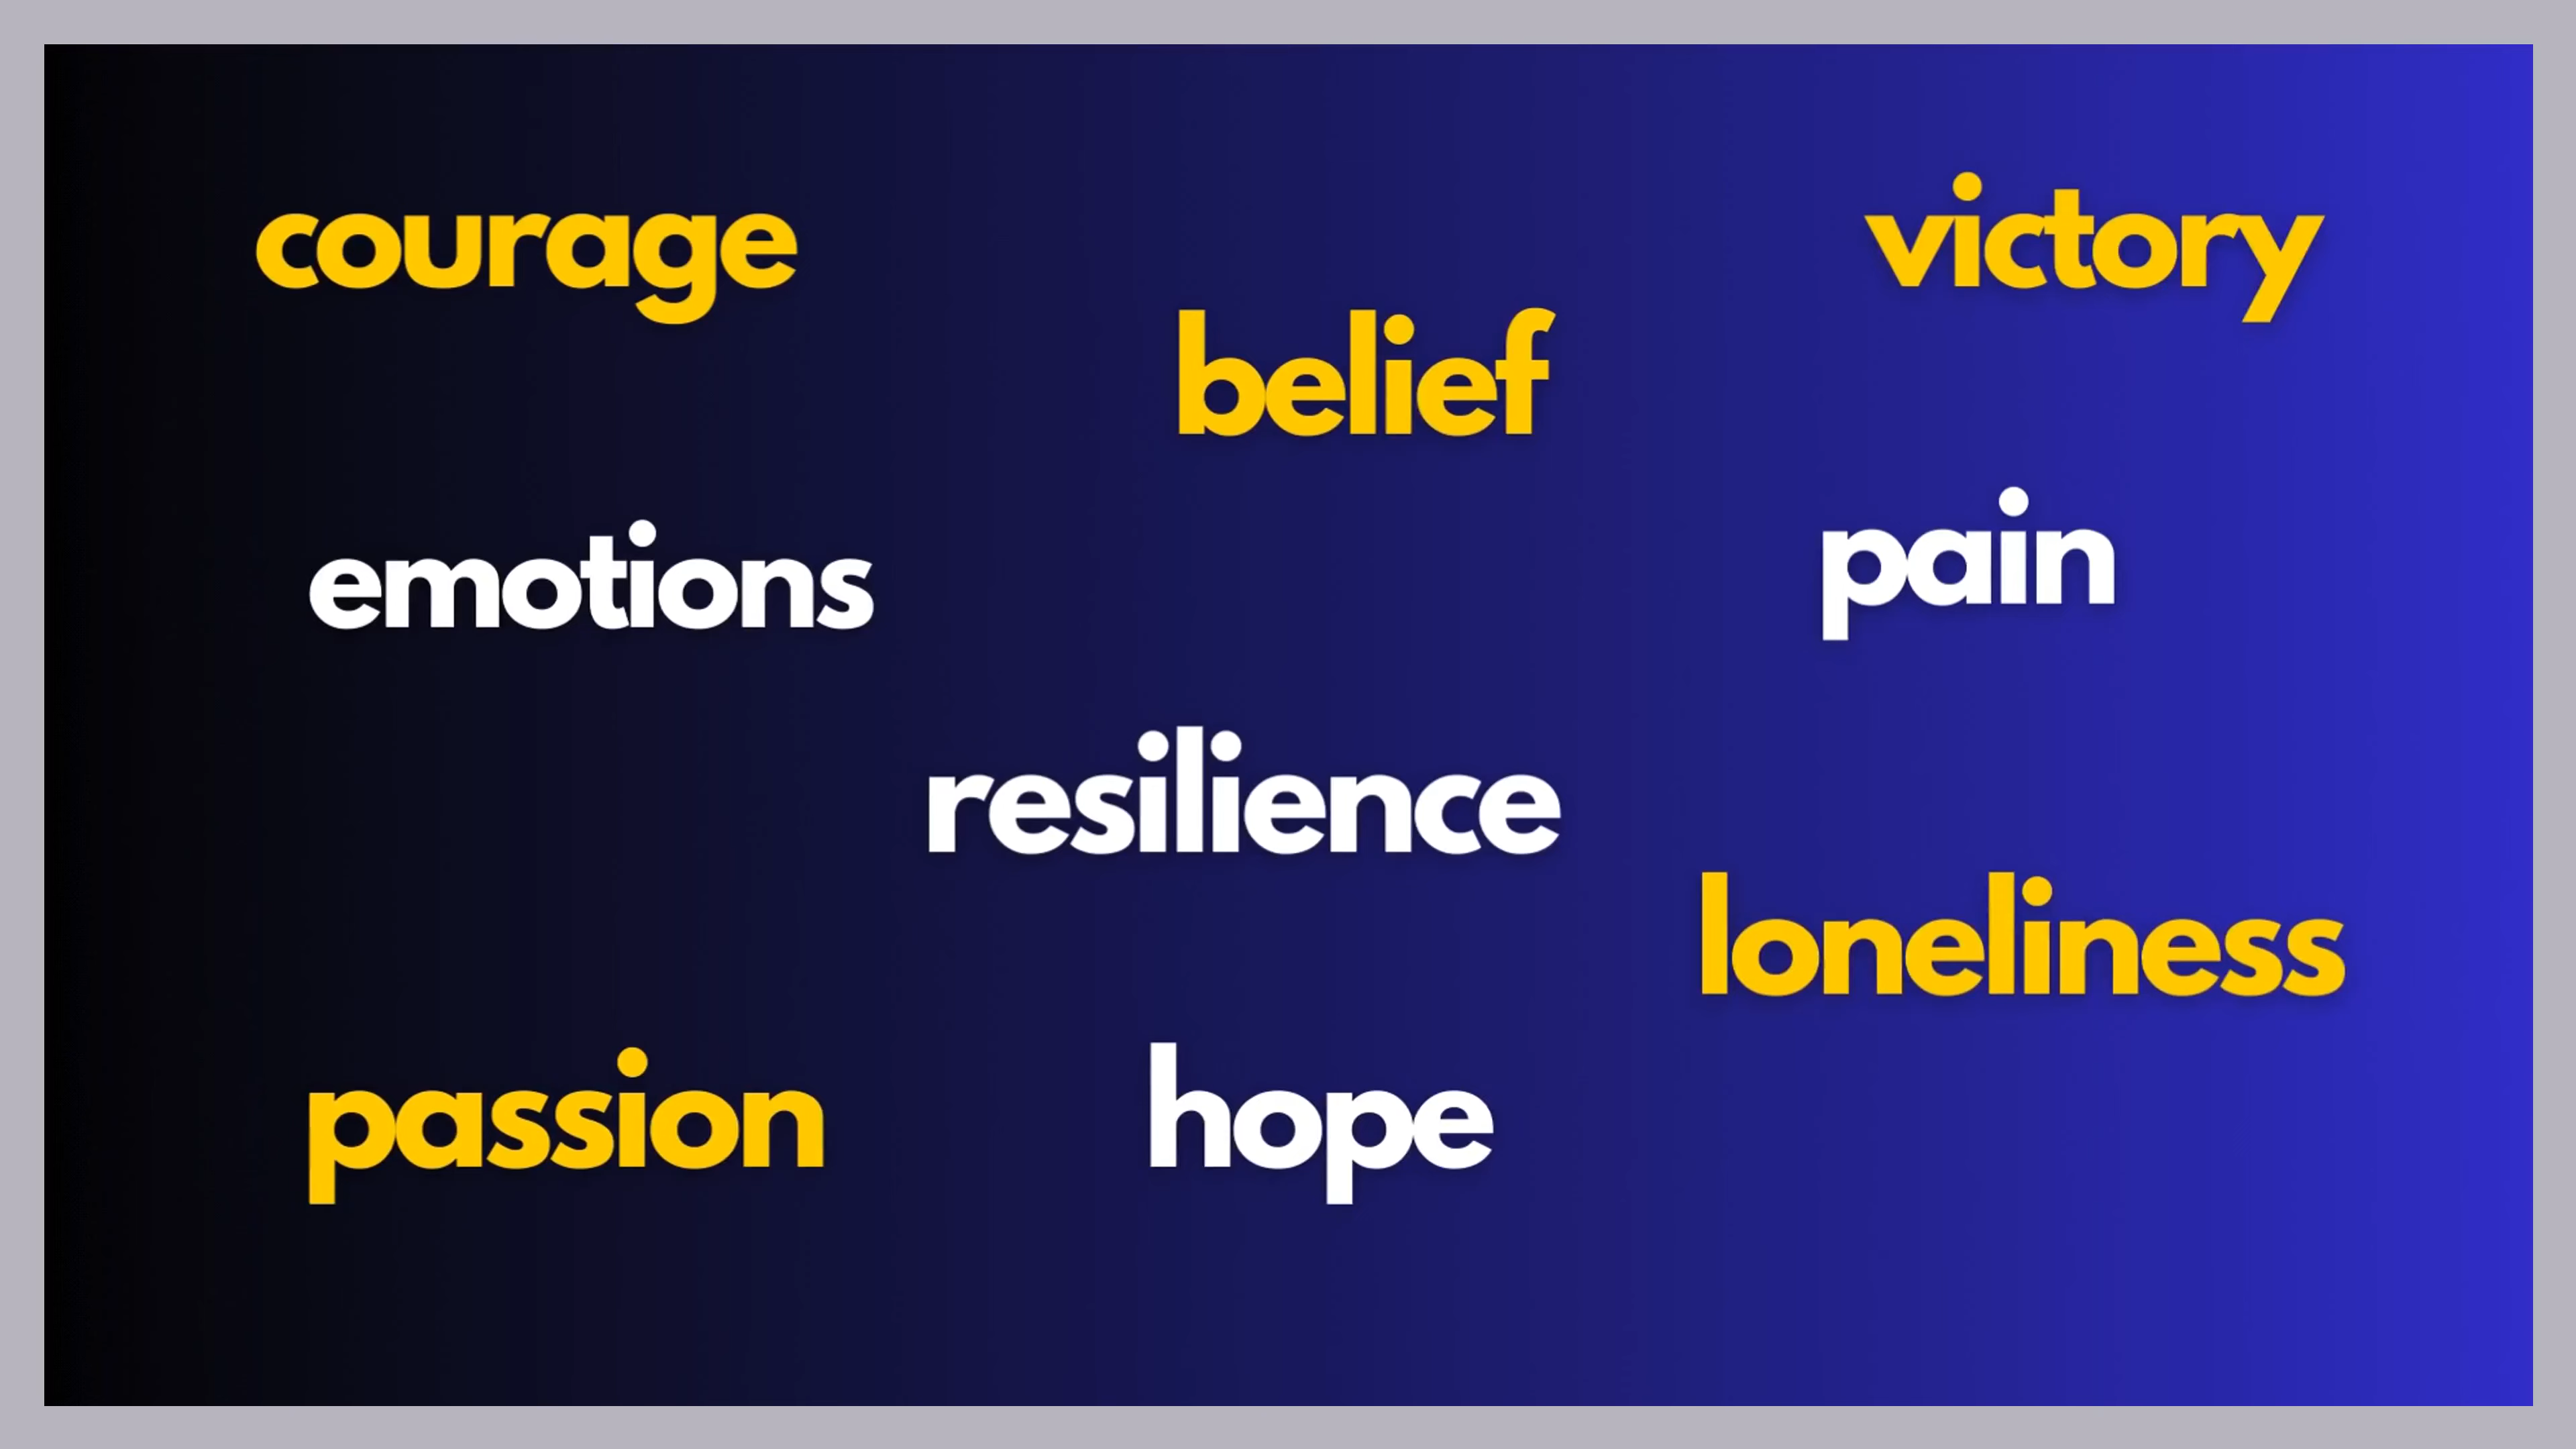 courage
victory
belief
emotions
pain
resilience
loneliness
passion
hope